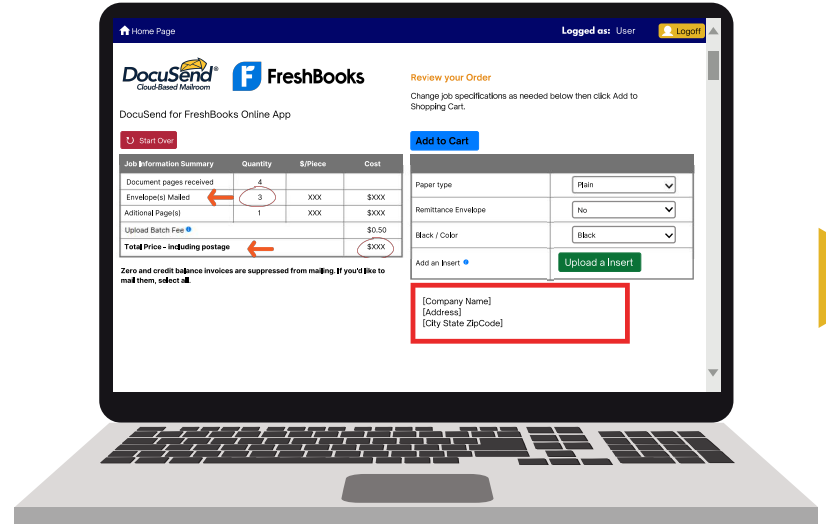 Home Page
Logged as: User
Logoff
DocuSend®
Cloud-Based Mailroom
FreshBooks
DocuSend for FreshBooks Online App
Start Over
Job Information Summary Quantity $/Piece Cost
Document pages received 4
Envelope(s) Mailed 3 XXX $XXX
Aditional Page(s) 1 XXX $XXX
Upload Batch Fee $0.50
Total Price - including postage $XXX
Zero and credit balance invoices are suppressed from mailing. If you'd like to
mail them, select all.
Review your Order
Change job specifications as needed below then click Add to
Shopping Cart.
Add to Cart
Paper type Plain
Remittance Envelope No
Black / Color Black
Add an Insert Upload a Insert
[Company Name]
[Address]
[City State ZipCode]